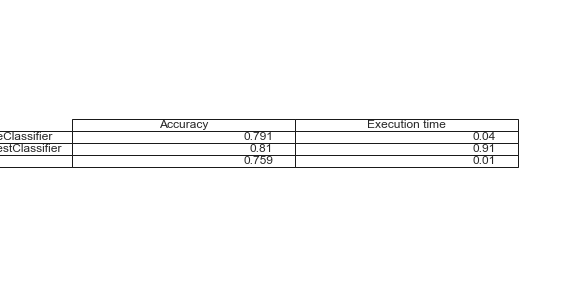 Accuracy Execution time
eClassifier 0.791 0.04
estClassifier 0.81 0.91
0.759 0.01